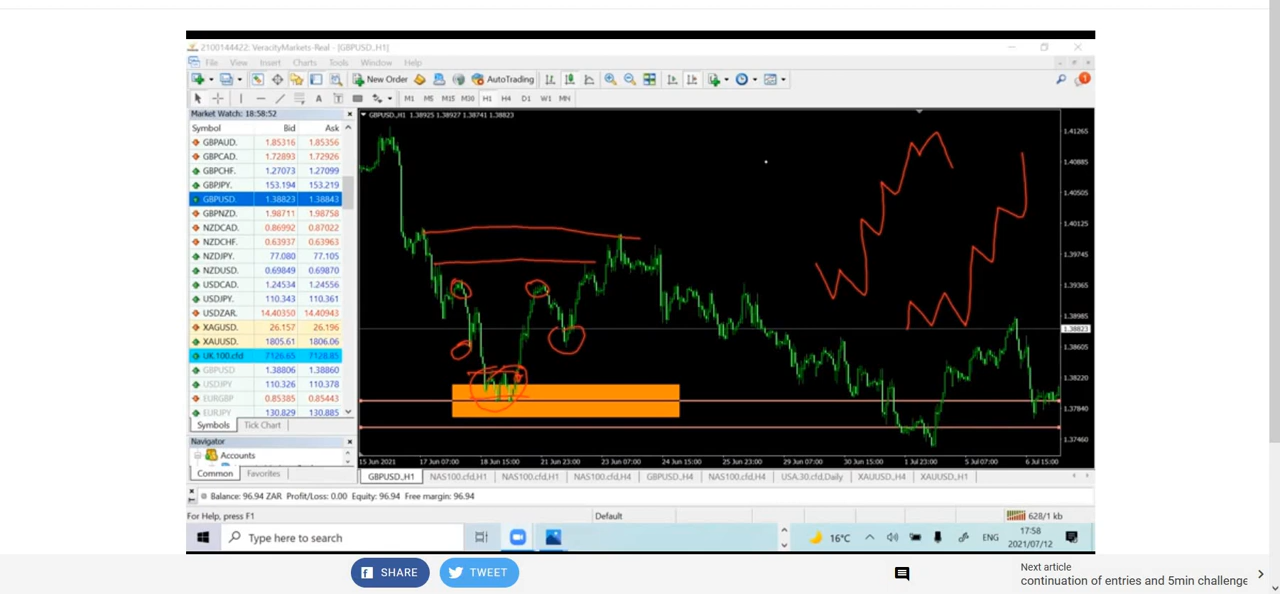 2100144422: VeracityMarkets-Real - [GBPUSD.,H1]
File View Insert Charts Tools Window Help
New Order AutoTrading 1
A T M1 M5 M15 M30 H1 H4 D1 W1 MN
Market Watch: 18:58:52
Symbol Bid Ask
GBPAUD. 1.85316 1.85356
GBPCAD. 1.72893 1.72926
GBPCHF. 1.27073 1.27099
GBPJPY. 153.194 153.219
GBPUSD. 1.38823 1.38843
GBPNZD. 1.98711 1.98758
NZDCAD. 0.86992 0.87022
NZDCHF. 0.63937 0.63963
NZDJPY. 77.080 77.105
NZDUSD. 0.69849 0.69870
USDCAD. 1.24534 1.24556
USDJPY. 110.343 110.361
USDZAR. 14.40350 14.40943
XAGUSD. 26.157 26.196
XAUUSD. 1805.61 1806.06
UK.100.cfd 7126.65 7128.85
GBPUSD 1.38806 1.38860
USDJPY 110.326 110.378
EURGBP 0.85385 0.85443
EURJPY 130.829 130.885
Symbols Tick Chart
Navigator
Accounts
Common Favorites
GBPUSD.,H1 1.38925 1.38927 1.38741 1.38823
1.41265
1.40885
1.40505
1.40125
1.39745
1.39365
1.38985
1.38823
1.38605
1.38220
1.37840
1.37460
15 Jun 2021 17 Jun 07:00 18 Jun 15:00 21 Jun 23:00 23 Jun 07:00 24 Jun 15:00 25 Jun 23:00 29 Jun 07:00 30 Jun 15:00 1 Jul 23:00 5 Jul 07:00 6 Jul 15:00
GBPUSD.,H1 NAS100.cfd,H1 NAS100.cfd,H1 NAS100.cfd,H4 GBPUSD.,H4 NAS100.cfd,H4 USA.30.cfd,Daily XAUUSD.,H4 XAUUSD.,H1
Balance: 96.94 ZAR Profit/Loss: 0.00 Equity: 96.94 Free margin: 96.94
For Help, press F1 Default 628/1 kb
Type here to search 16°C ENG 17:58
2021/07/12
SHARE TWEET
Next article
continuation of entries and 5min challenge